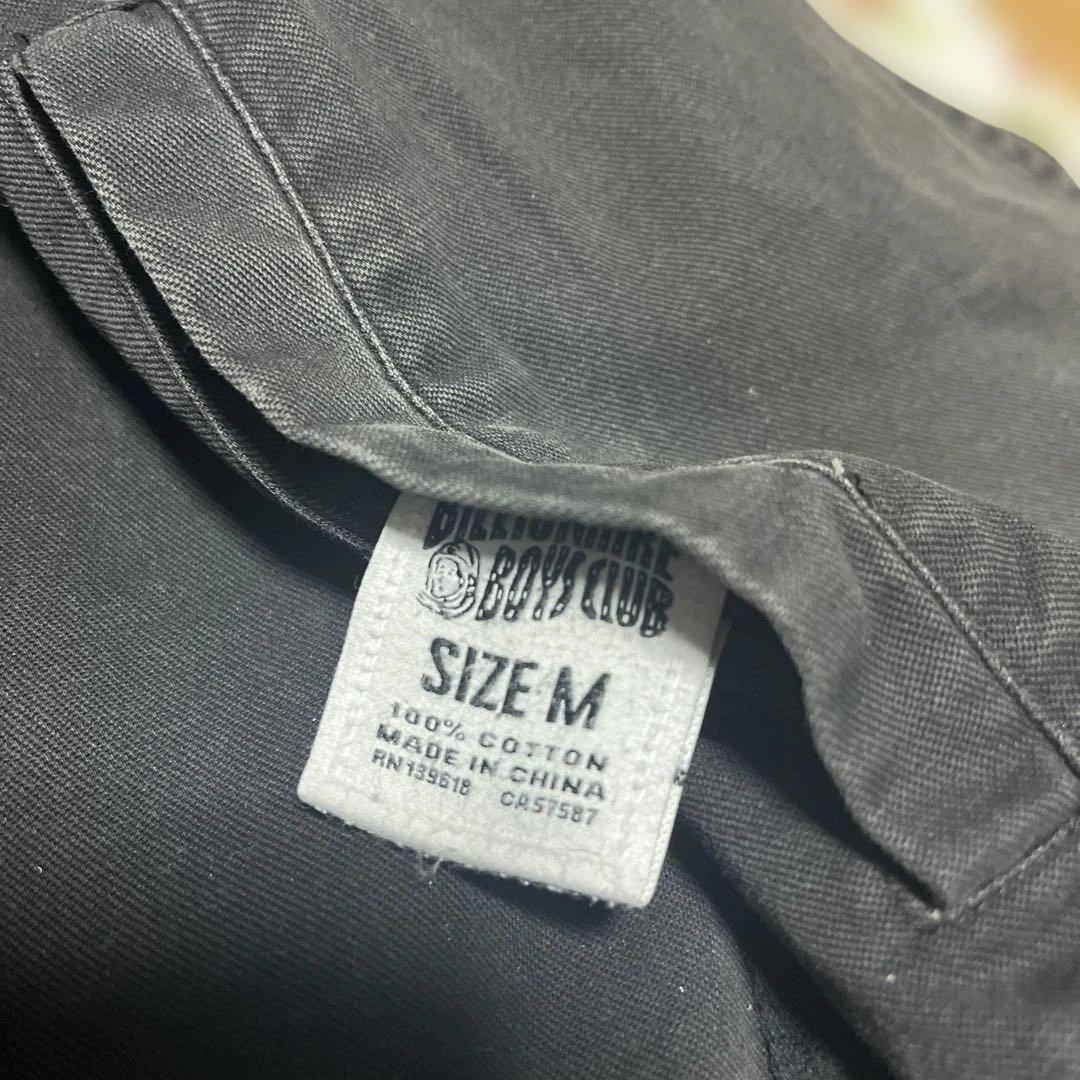 BILLIONAIRE
BOYS CLUB
SIZE M
100% COTTON
MADE IN CHINA
RN139618 CA57587